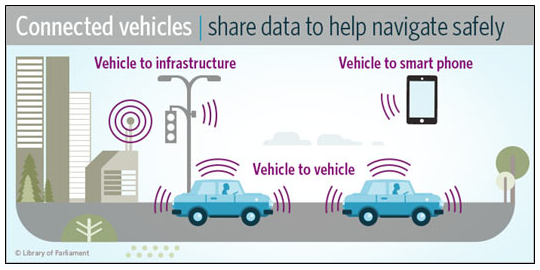 Connected vehicles | share data to help navigate safely
Vehicle to infrastructure
Vehicle to smart phone
Vehicle to vehicle
© Library of Parliament